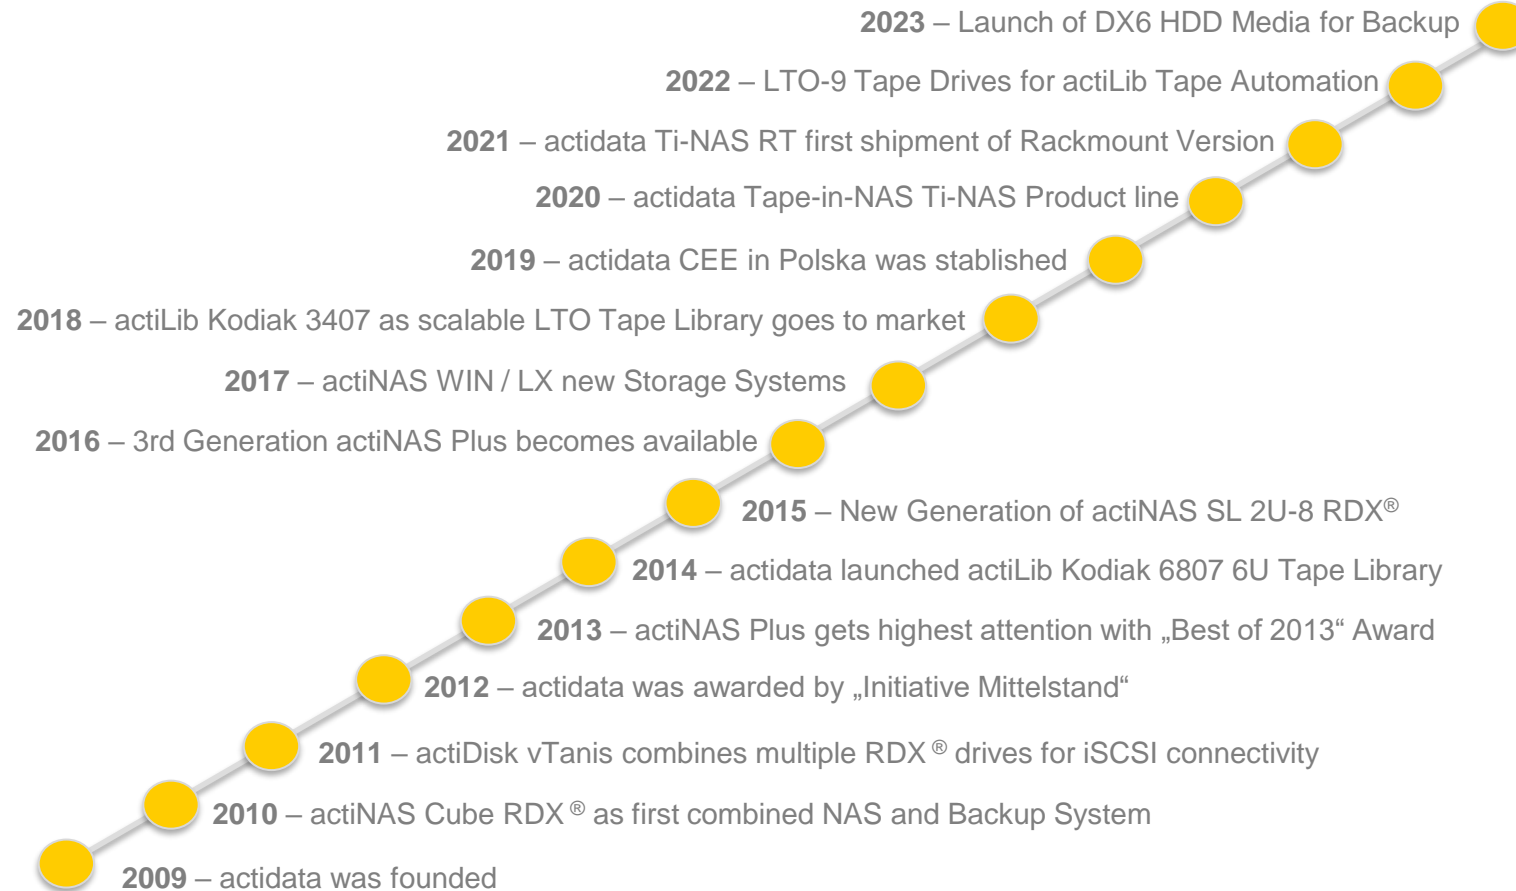 2023 – Launch of DX6 HDD Media for Backup
2022 – LTO-9 Tape Drives for actiLib Tape Automation
2021 – actidata Ti-NAS RT first shipment of Rackmount Version
2020 – actidata Tape-in-NAS Ti-NAS Product line
2019 – actidata CEE in Polska was stablished
2018 – actiLib Kodiak 3407 as scalable LTO Tape Library goes to market
2017 – actiNAS WIN / LX new Storage Systems
2016 – 3rd Generation actiNAS Plus becomes available
2015 – New Generation of actiNAS SL 2U-8 RDX®
2014 – actidata launched actiLib Kodiak 6807 6U Tape Library
2013 – actiNAS Plus gets highest attention with „Best of 2013“ Award
2012 – actidata was awarded by „Initiative Mittelstand“
2011 – actiDisk vTanis combines multiple RDX ® drives for iSCSI connectivity
2010 – actiNAS Cube RDX ® as first combined NAS and Backup System
2009 – actidata was founded